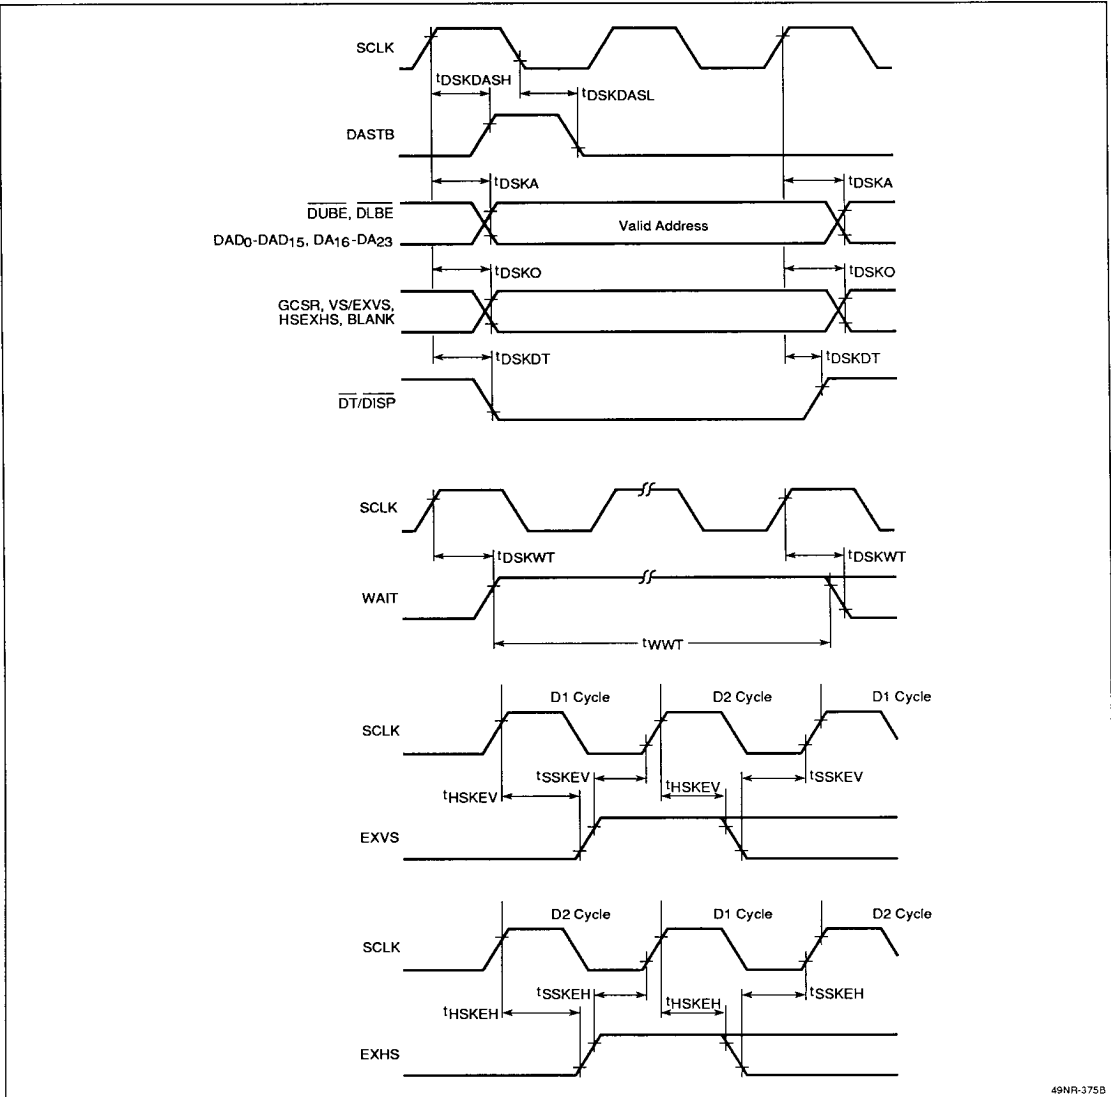 SCLK
tDSKDASH
tDSKDASL
DASTB
tDSKA
tDSKA
DUBE, DLBE
Valid Address
DAD0-DAD15, DA16-DA23
tDSKO
tDSKO
GCSR, VS/EXVS,
HSEXHS, BLANK
tDSKDT
tDSKDT
DT/DISP
SCLK
tDSKWT
tDSKWT
WAIT
tWWT
D1 Cycle
D2 Cycle
D1 Cycle
SCLK
tSSKEV
tHSKEV
tSSKEV
tHSKEV
EXVS
D2 Cycle
D1 Cycle
D2 Cycle
SCLK
tSSKEH
tHSKEH
tSSKEH
tHSKEH
EXHS
49NR-375B